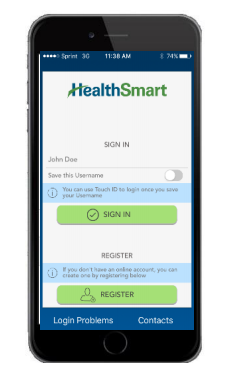 Sprint 3G 11:38 AM 74%
HealthSmart
SIGN IN
John Doe
Save this Username
You can use Touch ID to login once you save
your Username
SIGN IN
REGISTER
If you don't have an online account, you can
create one by registering below.
REGISTER
Login Problems Contacts